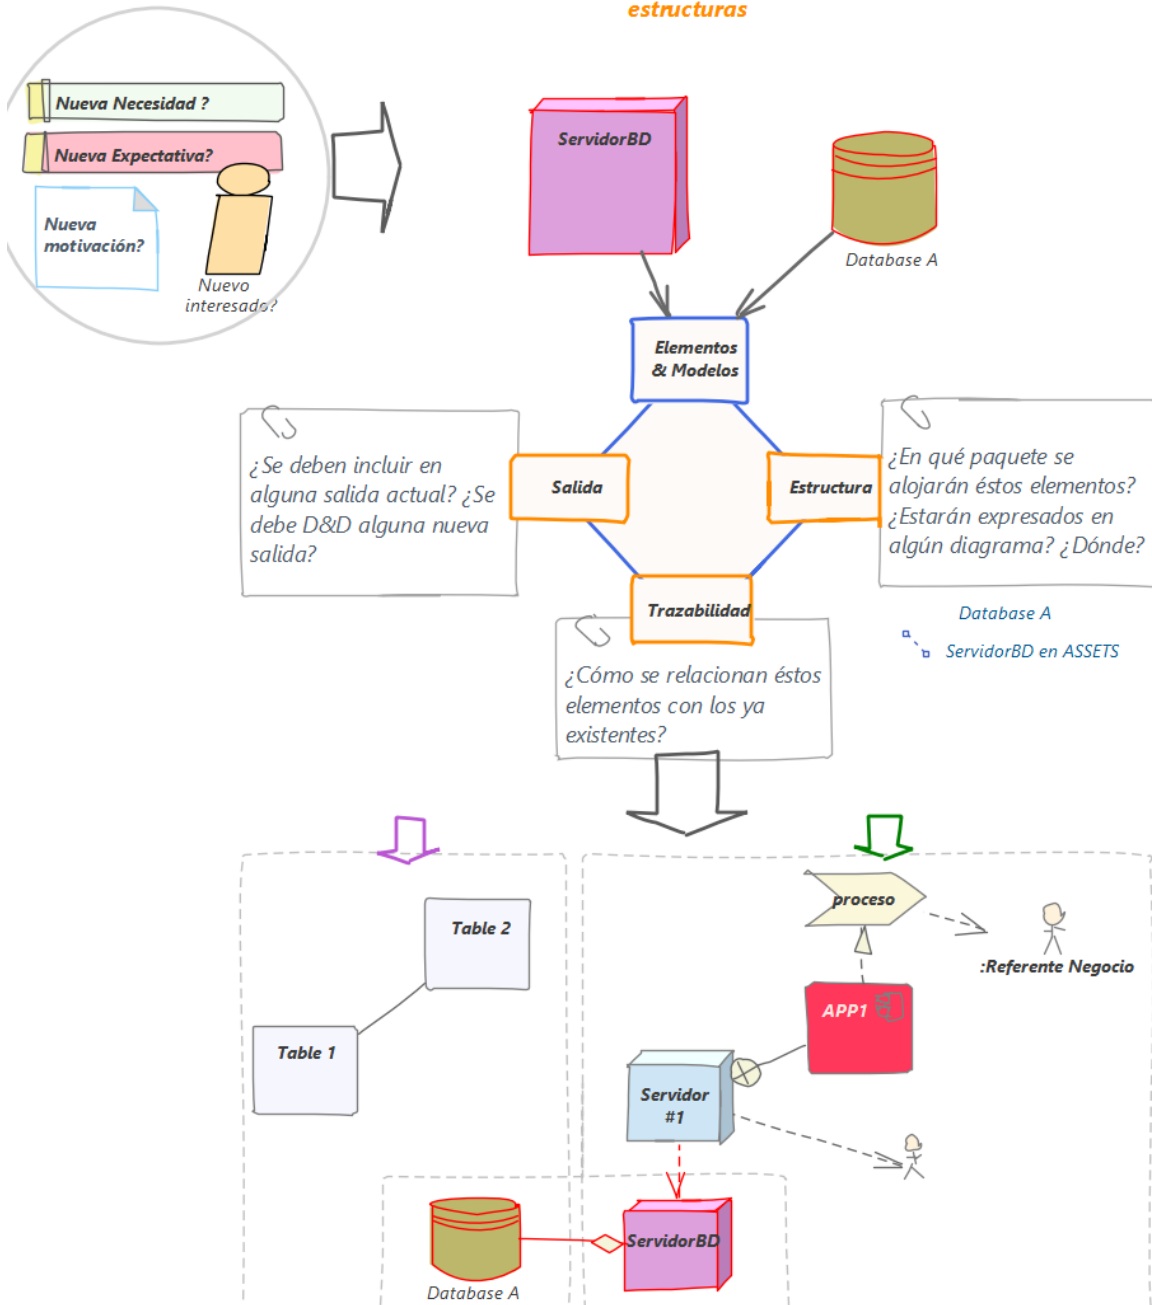 estructuras
Nueva Necesidad ?
Nueva Expectativa?
Nueva
motivación?
Nuevo
interesado?
ServidorBD
Database A
Elementos
& Modelos
¿Se deben incluir en
alguna salida actual? ¿Se
debe D&D alguna nueva
salida?
Salida
Estructura
¿En qué paquete se
alojarán éstos elementos?
¿Estarán expresados en
algún diagrama? ¿Dónde?
Trazabilidad
Database A
ServidorBD en ASSETS
¿Cómo se relacionan éstos
elementos con los ya
existentes?
proceso
Table 2
:Referente Negocio
APP1
Table 1
Servidor
#1
ServidorBD
Database A